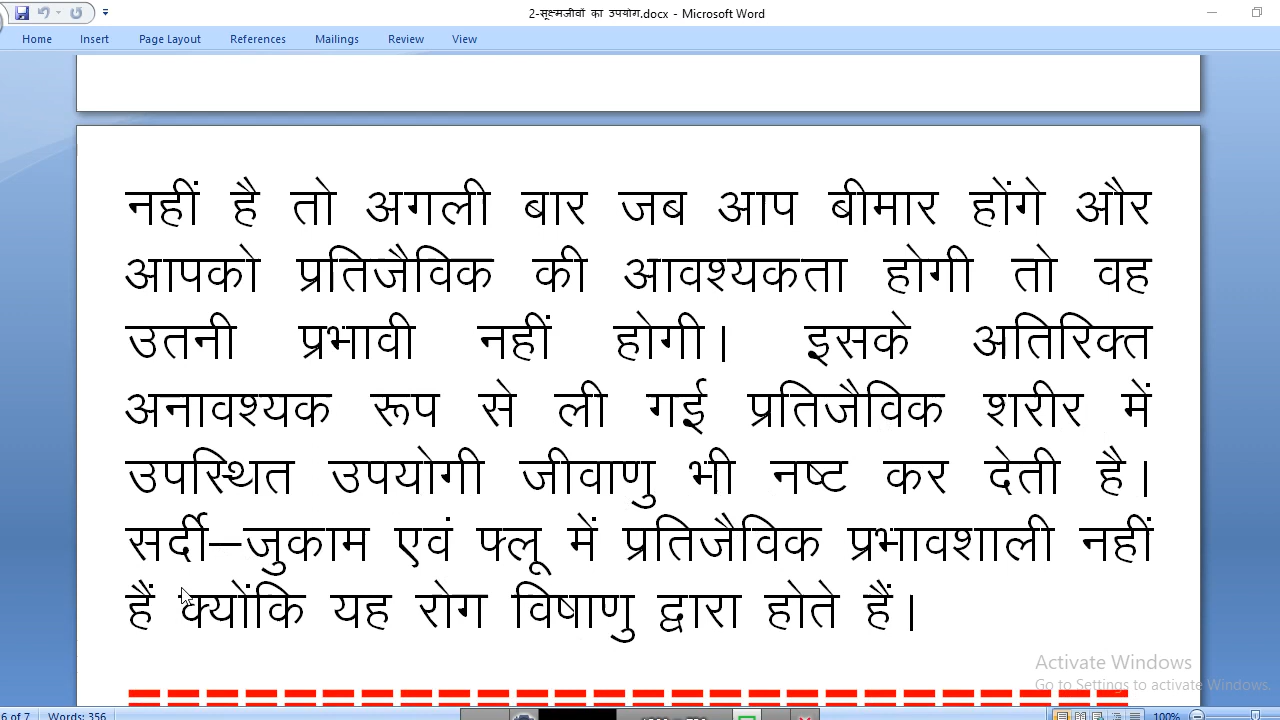 2-सूक्ष्मजीवों का उपयोग.docx - Microsoft Word
Home Insert Page Layout References Mailings Review View
नहीं है तो अगली बार जब आप बीमार होंगे और
आपको प्रतिजैविक की आवश्यकता होगी तो वह
उतनी प्रभावी नहीं होगी। इसके अतिरिक्त
अनावश्यक रूप से ली गई प्रतिजैविक शरीर में
उपस्थित उपयोगी जीवाणु भी नष्ट कर देती है।
सर्दी–जुकाम एवं फ्लू में प्रतिजैविक प्रभावशाली नहीं
हैं क्योंकि यह रोग विषाणु द्वारा होते हैं।
Activate Windows
Go to Settings to activate Windows.
6 of 7 Words: 356 100%